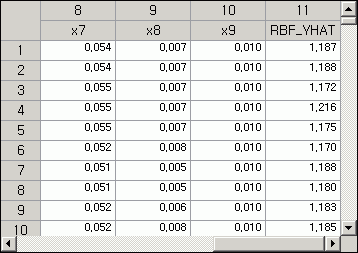 8 9 10 11
x7 x8 x9 RBF_YHAT
1 0,054 0,007 0,010 1,187
2 0,054 0,007 0,010 1,188
3 0,055 0,007 0,010 1,172
4 0,055 0,007 0,010 1,216
5 0,055 0,007 0,010 1,175
6 0,052 0,008 0,010 1,170
7 0,051 0,005 0,010 1,188
8 0,051 0,005 0,010 1,180
9 0,052 0,006 0,010 1,183
10 0,052 0,008 0,010 1,185